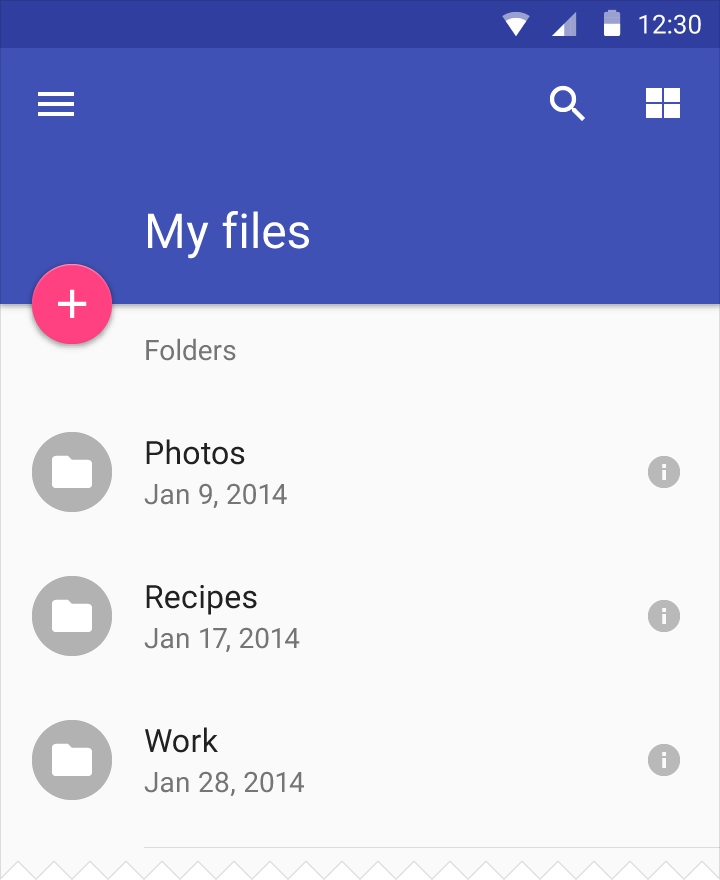 12:30
My files
Folders
Photos
Jan 9, 2014
Recipes
Jan 17, 2014
Work
Jan 28, 2014